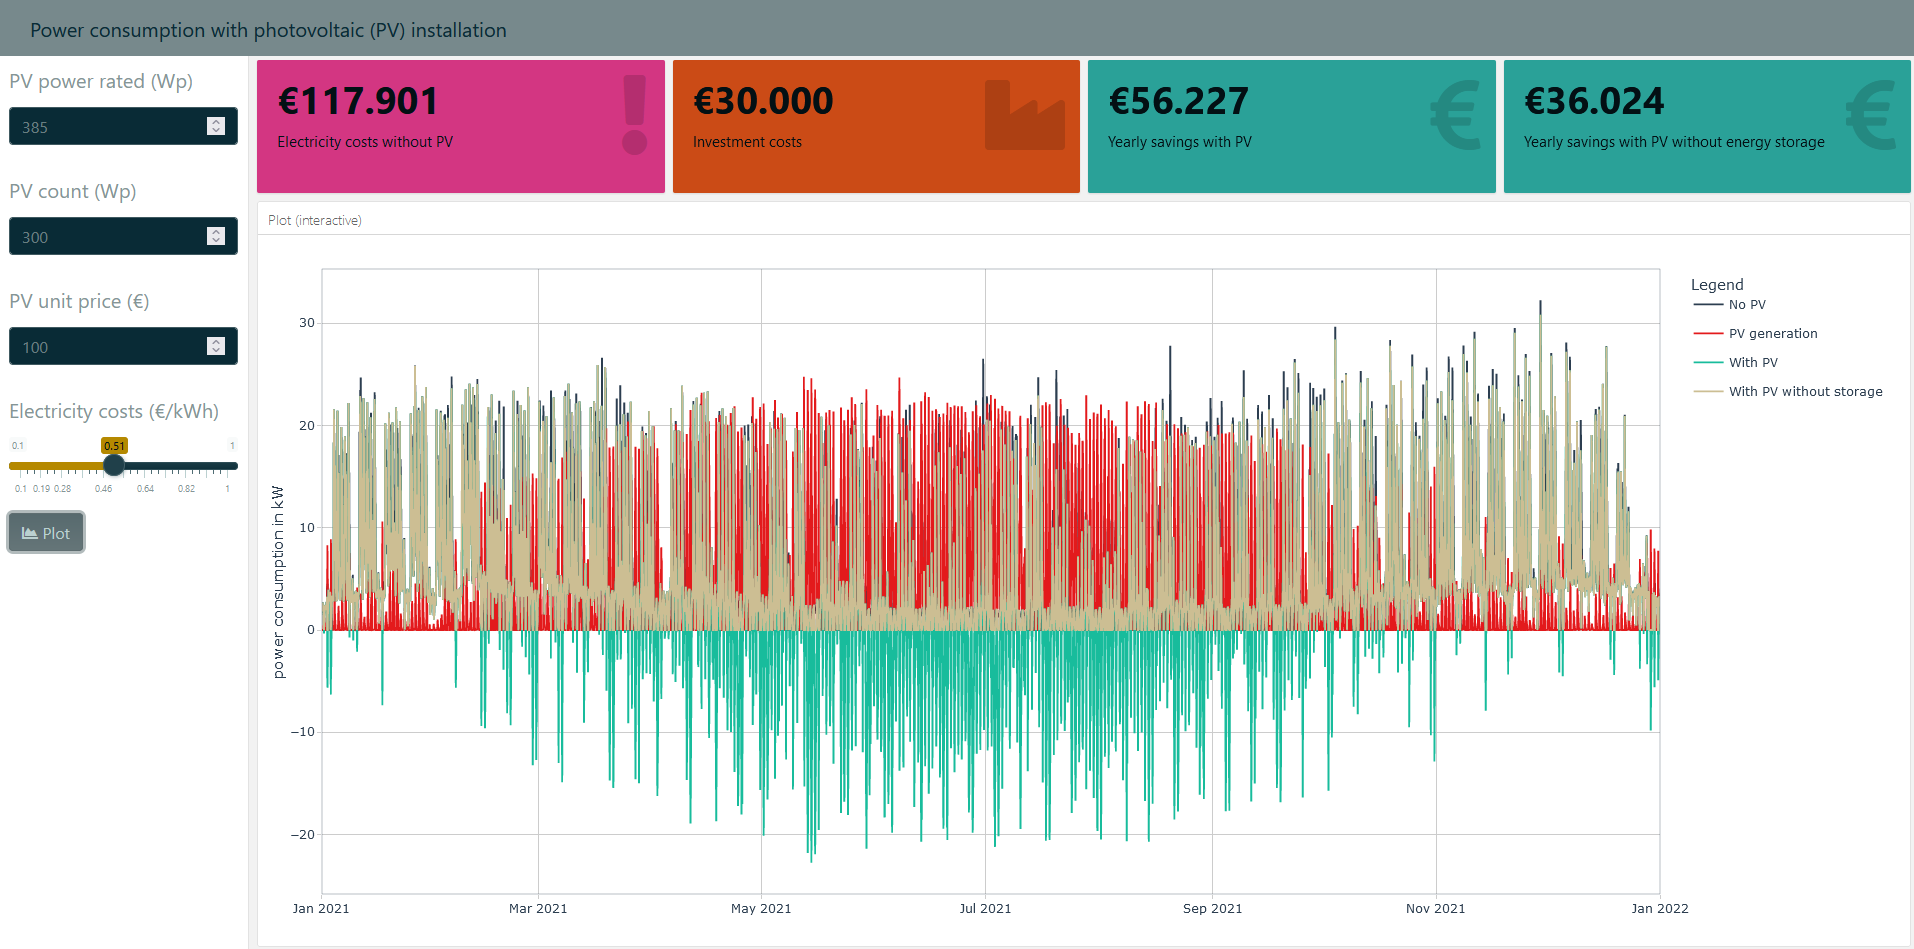 Power consumption with photovoltaic (PV) installation
PV power rated (Wp)
385
PV count (Wp)
300
PV unit price (€)
100
Electricity costs (€/kWh)
0.1 0.51 1
0.1 0.19 0.28 0.46 0.64 0.82 1
Plot
€117.901
Electricity costs without PV
€30.000
Investment costs
€56.227
Yearly savings with PV
€36.024
Yearly savings with PV without energy storage
Plot (interactive)
power consumption in kW
30
20
10
0
−10
−20
Jan 2021 Mar 2021 May 2021 Jul 2021 Sep 2021 Nov 2021 Jan 2022
Legend
No PV
PV generation
With PV
With PV without storage